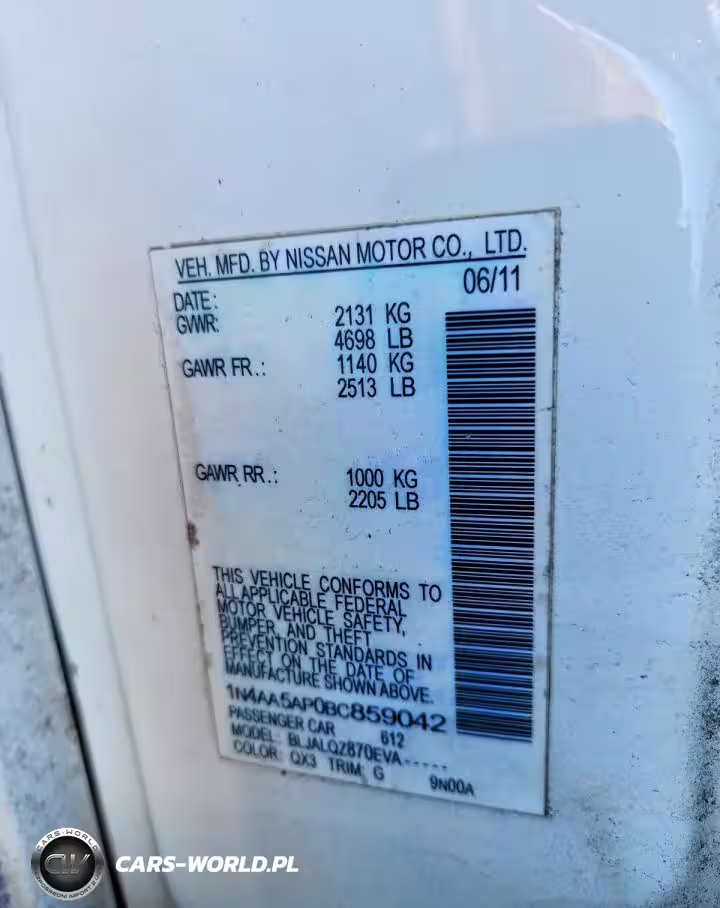 VEH. MFD. BY NISSAN MOTOR CO., LTD.
DATE: 06/11
GVWR: 2131 KG
4698 LB
GAWR FR.: 1140 KG
2513 LB
GAWR RR.: 1000 KG
2205 LB
THIS VEHICLE CONFORMS TO
ALL APPLICABLE FEDERAL
MOTOR VEHICLE SAFETY,
BUMPER, AND THEFT
PREVENTION STANDARDS IN
EFFECT ON THE DATE OF
MANUFACTURE SHOWN ABOVE.
1N4AA5AP0BC859042
PASSENGER CAR 612
MODEL: BLJALQZ870EVA-----
COLOR: QX3 TRIM: G 9N00A
CARS-WORLD
CW
CARS-WORLD.PL